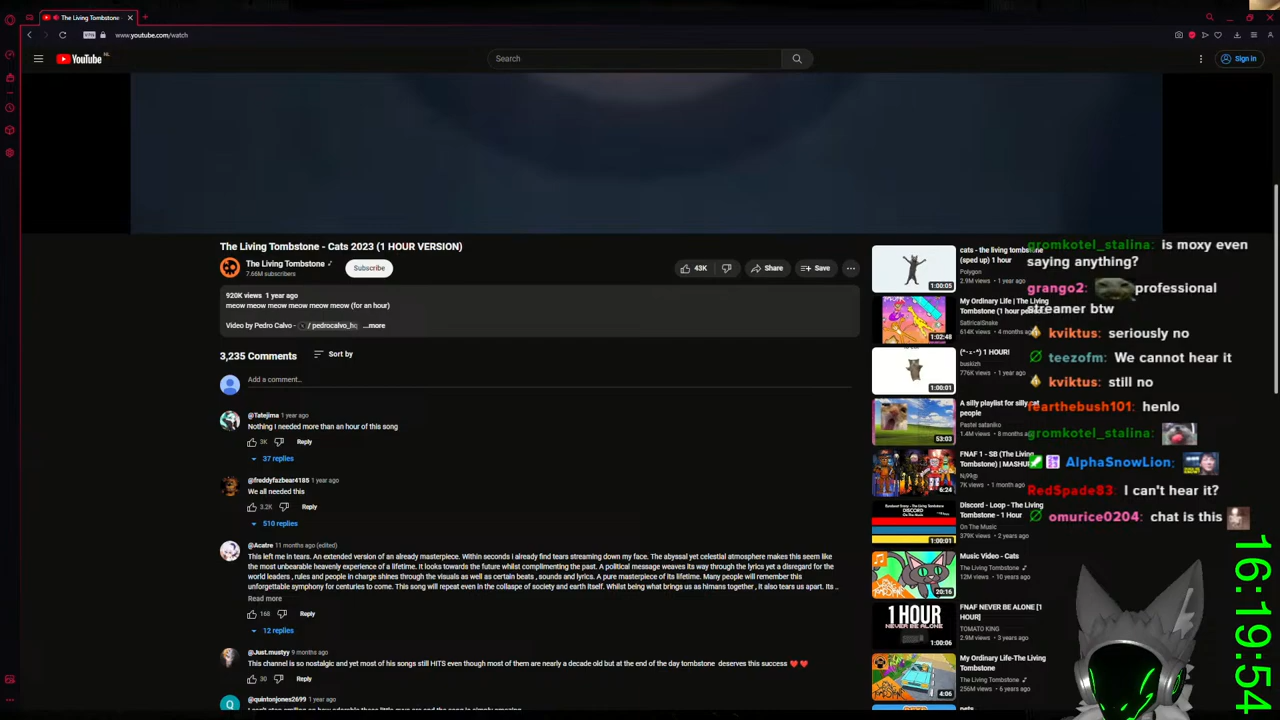 The Living Tombstone
www.youtube.com/watch
YouTube NL
Search
Sign in
The Living Tombstone - Cats 2023 (1 HOUR VERSION)
The Living Tombstone
7.66M subscribers
Subscribe
43K
Share
Save
920K views 1 year ago
meow meow meow meow meow meow (for an hour)
Video by Pedro Calvo - / pedrocalvo_hq ...more
3,235 Comments
Sort by
Add a comment...
@Tatejima 1 year ago
Nothing I needed more than an hour of this song
3K Reply
37 replies
@freddyfazbear4185 1 year ago
We all needed this
3.2K Reply
510 replies
@Acatre 11 months ago (edited)
This left me in tears. An extended version of an already masterpiece. Within seconds i already find tears streaming down my face. The abyssal yet celestial atmosphere makes this seem like
the most unbearable heavenly experience of a lifetime. It looks towards the future whilst complimenting the past. A political message weaves its way through the lyrics yet a disregard for the
world leaders , rules and people in charge shines through the visuals as well as certain beats , sounds and lyrics. A pure masterpiece of its lifetime. Many people will remember this
unforgettable symphony for centuries to come. This song will repeat even in the collaspe of society and earth itself. Whilst being what brings us as himans together , it also tears us apart. Its ..
Read more
168 Reply
12 replies
@Just.mustyy 9 months ago
This channel is so nostalgic and yet most of his songs still HITS even though most of them are nearly a decade old but at the end of the day tombstone deserves this success ❤️❤️
30 Reply
@quintonjones2699 1 year ago
cats - the living tombstone
(sped up) 1 hour
Polygon
2.9M views • 1 year ago
1:00:05
My Ordinary Life | The Living
Tombstone (1 hour
SatiricalSnake
614K views • 4 months ago
1:02:48
1 HOUR!
buskizh
776K views • 1 year ago
1:00:01
A silly playlist for silly cat
people
Pastel sataniko
1.4M views • 8 months ago
53:03
FNAF 1 - SB (The Living
Tombstone) | MASHUP
7K views • 1 month ago
6:24
Discord - Loop - The Living
Tombstone - 1 Hour
On The Music
379K views • 2 years ago
1:00:01
Music Video - Cats
The Living Tombstone
12M views • 10 years ago
20:16
FNAF NEVER BE ALONE [1
HOUR]
TOMATO KING
2.9M views • 3 years ago
1 HOUR
NEVER BE ALONE
1:00:06
My Ordinary Life-The Living
Tombstone
The Living Tombstone
256M views • 6 years ago
4:06
gromkotel_stalina: is moxy even
saying anything?
grango2: professional
streamer btw
kviktus: seriously no
teezofm: We cannot hear it
kviktus: still no
fearthebush101: henlo
gromkotel_stalina:
AlphaSnowLion:
RedSpade83: I can't hear it?
omurice0204: chat is this
16:19:54